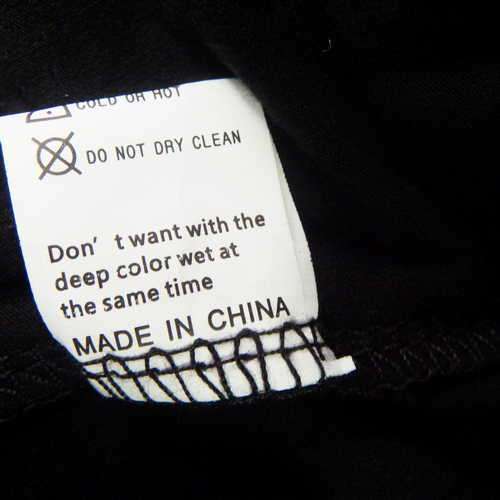 COLD OR HOT
DO NOT DRY CLEAN
Don't want with the
deep color wet at
the same time
MADE IN CHINA